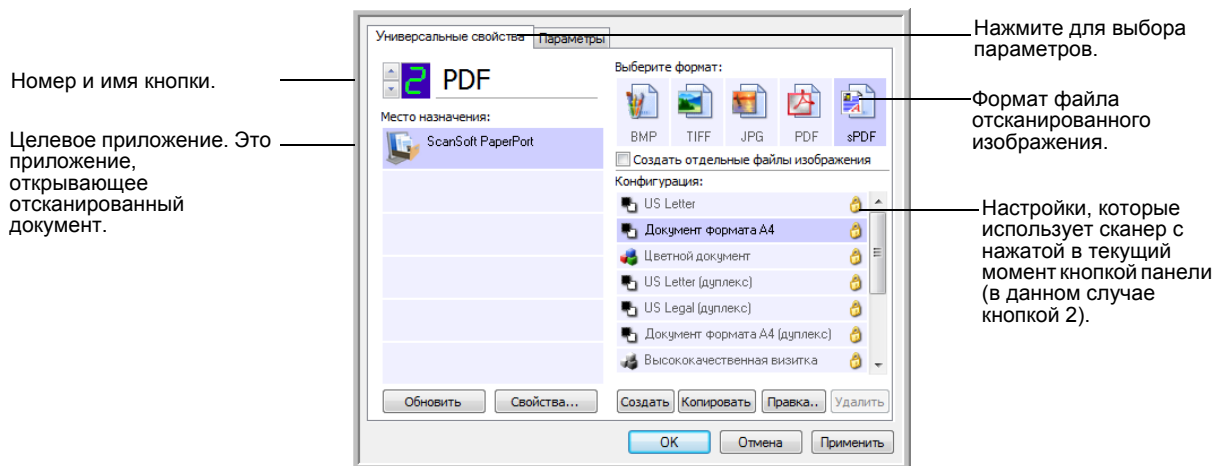 Номер и имя кнопки.
Целевое приложение. Это
приложение,
открывающее
отсканированный
документ.
Универсальные свойства
Параметры
2
PDF
Место назначения:
ScanSoft PaperPort
Обновить
Свойства...
Выберите формат:
BMP
TIFF
JPG
PDF
sPDF
Создать отдельные файлы изображения
Конфигурация:
US Letter
Документ формата A4
Цветной документ
US Letter (дуплекс)
US Legal (дуплекс)
Документ формата A4 (дуплекс)
Высококачественная визитка
Создать
Копировать
Правка..
Удалить
OK
Отмена
Применить
Нажмите для выбора
параметров.
Формат файла
отсканированного
изображения.
Настройки, которые
использует сканер с
нажатой в текущий
момент кнопкой панели
(в данном случае
кнопкой 2).